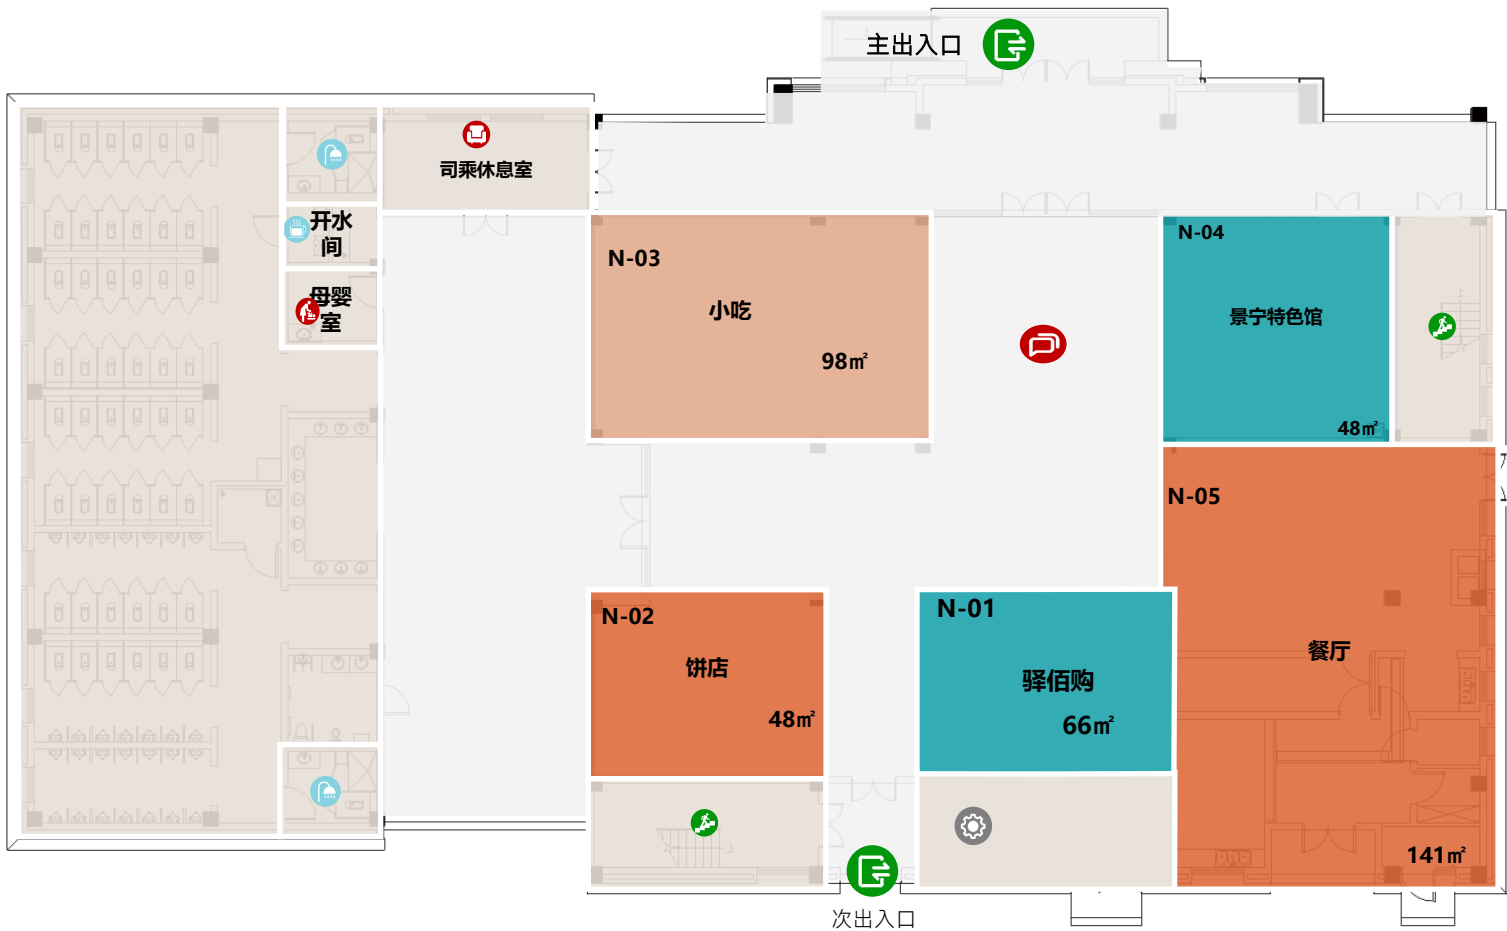 主出入口
司乘休息室
开水
间
母婴
室
N-03
小吃
98㎡
N-04
景宁特色馆
48㎡
N-05
餐厅
141㎡
N-02
饼店
48㎡
N-01
驿佰购
66㎡
次出入口